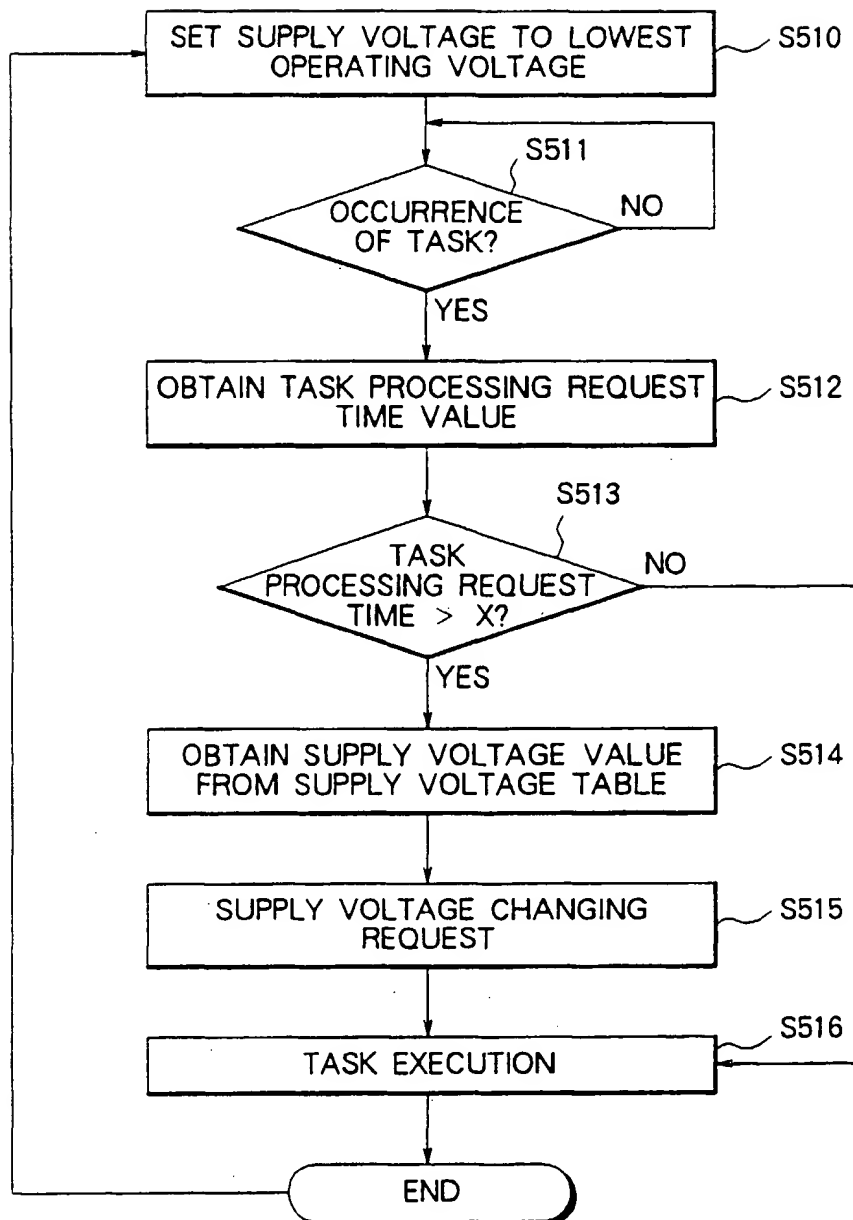 SET SUPPLY VOLTAGE TO LOWEST
OPERATING VOLTAGE
S510
S511
OCCURRENCE
OF TASK?
NO
YES
OBTAIN TASK PROCESSING REQUEST
TIME VALUE
S512
S513
TASK
PROCESSING REQUEST
TIME > X?
NO
YES
OBTAIN SUPPLY VOLTAGE VALUE
FROM SUPPLY VOLTAGE TABLE
S514
SUPPLY VOLTAGE CHANGING
REQUEST
S515
S516
TASK EXECUTION
END